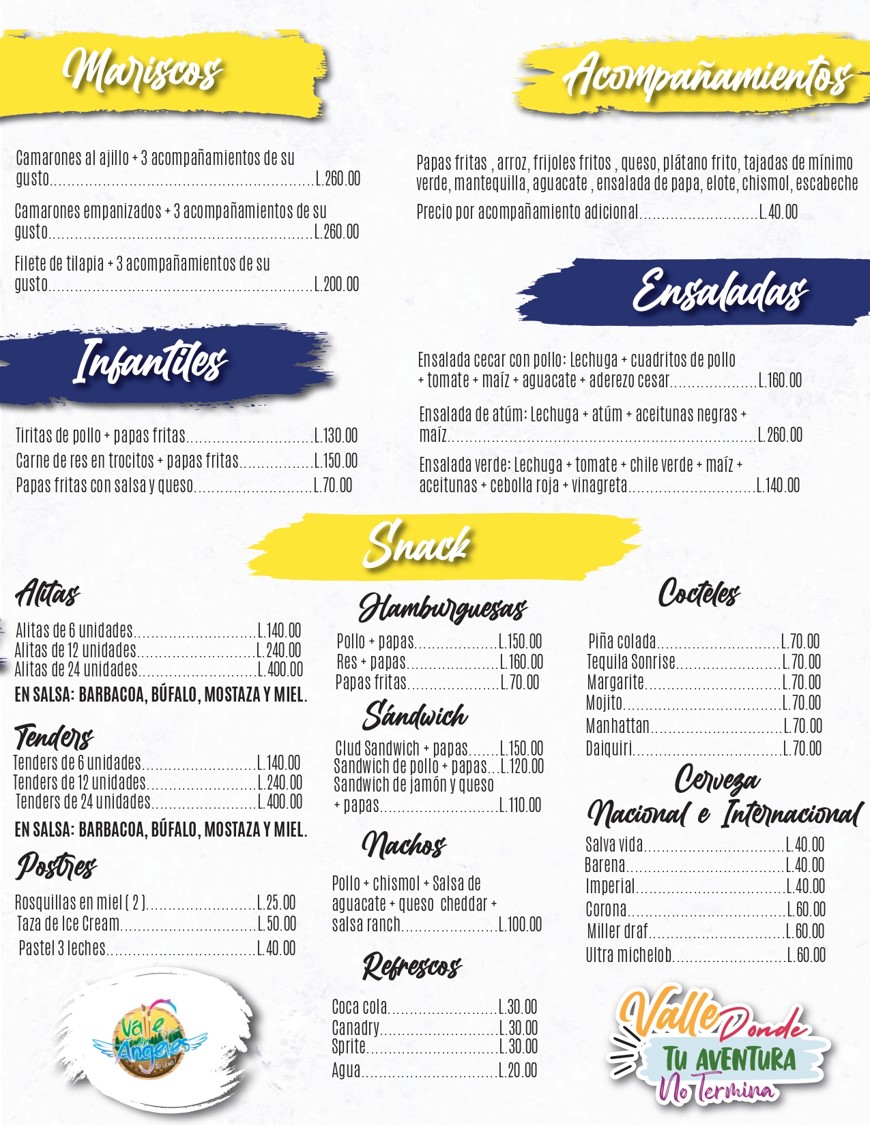 Mariscos
Camarones al ajillo + 3 acompañamientos de su
gusto..........L.260.00
Camarones empanizados + 3 acompañamientos de su
gusto..........L.260.00
Filete de tilapia + 3 acompañamientos de su
gusto..........L.200.00
Infantiles
Tiritas de pollo + papas fritas..........L.130.00
Carne de res en trocitos + papas fritas..........L.150.00
Papas fritas con salsa y queso..........L.70.00
Acompañamientos
Papas fritas , arroz, frijoles fritos , queso, plátano frito, tajadas de mínimo
verde, mantequilla, aguacate , ensalada de papa, elote, chismol, escabeche
Precio por acompañamiento adicional..........L.40.00
Ensaladas
Ensalada cecar con pollo: Lechuga + cuadritos de pollo
+ tomate + maíz + aguacate + aderezo cesar..........L.160.00
Ensalada de atúm: Lechuga + atúm + aceitunas negras +
maíz..........L.260.00
Ensalada verde: Lechuga + tomate + chile verde + maíz +
aceitunas + cebolla roja + vinagreta..........L.140.00
Snack
Alitas
Alitas de 6 unidades..........L.140.00
Alitas de 12 unidades..........L.240.00
Alitas de 24 unidades..........L.400.00
EN SALSA: BARBACOA, BÚFALO, MOSTAZA Y MIEL.
Tenders
Tenders de 6 unidades..........L.140.00
Tenders de 12 unidades..........L.240.00
Tenders de 24 unidades..........L.400.00
EN SALSA: BARBACOA, BÚFALO, MOSTAZA Y MIEL.
Postres
Rosquillas en miel ( 2 )..........L.25.00
Taza de Ice Cream..........L.50.00
Pastel 3 leches..........L.40.00
Valle
Angeles
Hamburguesas
Pollo + papas..........L.150.00
Res + papas..........L.160.00
Papas fritas..........L.70.00
Sándwich
Clud Sandwich + papas.......L.150.00
Sandwich de pollo + papas...L.120.00
Sandwich de jamón y queso
+ papas..........L.110.00
Nachos
Pollo + chismol + Salsa de
aguacate + queso cheddar +
salsa ranch..........L.100.00
Refrescos
Coca cola..........L.30.00
Canadry..........L.30.00
Sprite..........L.30.00
Agua..........L.20.00
Cocteles
Piña colada..........L.70.00
Tequila Sonrise..........L.70.00
Margarite..........L.70.00
Mojito..........L.70.00
Manhattan..........L.70.00
Daiquiri..........L.70.00
Cerveza
Nacional e Internacional
Salva vida..........L.40.00
Barena..........L.40.00
Imperial..........L.40.00
Corona..........L.60.00
Miller draf..........L.60.00
Ultra michelob..........L.60.00
Valle Donde
TU AVENTURA
No Termina